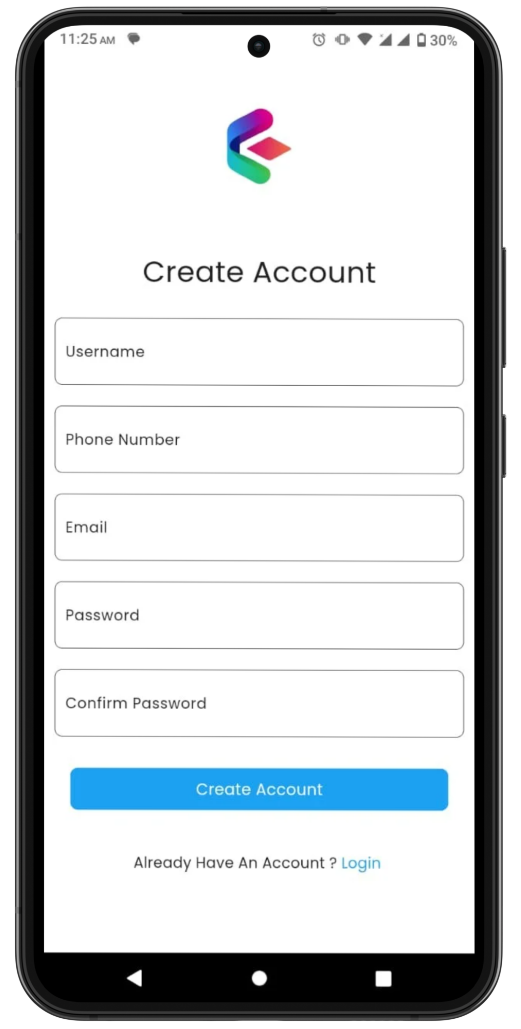 11:25 AM 30%
Create Account
Username
Phone Number
Email
Password
Confirm Password
Create Account
Already Have An Account ? Login